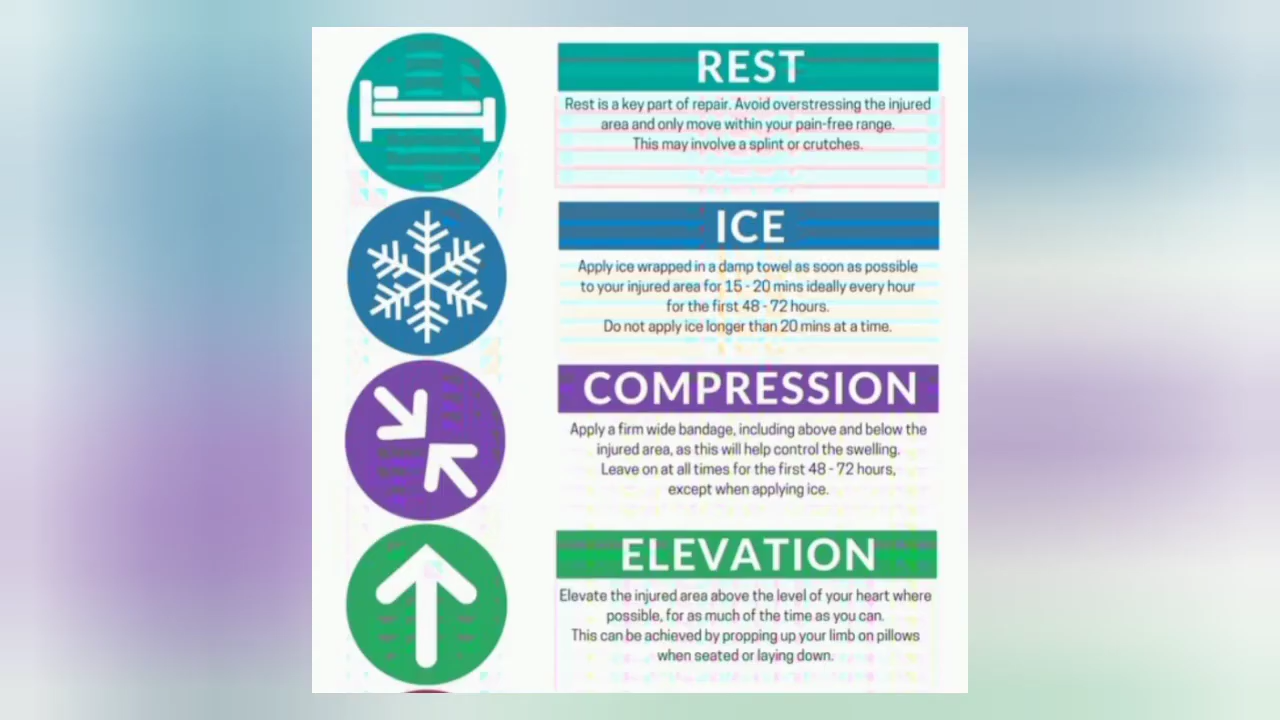 REST
Rest is a key part of repair. Avoid overstressing the injured
area and only move within your pain-free range.
This may involve a splint or crutches.
ICE
Apply ice wrapped in a damp towel as soon as possible
to your injured area for 15 - 20 mins ideally every hour
for the first 48 - 72 hours.
Do not apply ice longer than 20 mins at a time.
COMPRESSION
Apply a firm wide bandage, including above and below the
injured area, as this will help control the swelling.
Leave on at all times for the first 48 - 72 hours,
except when applying ice.
ELEVATION
Elevate the injured area above the level of your heart where
possible, for as much of the time as you can.
This can be achieved by propping up your limb on pillows
when seated or laying down.